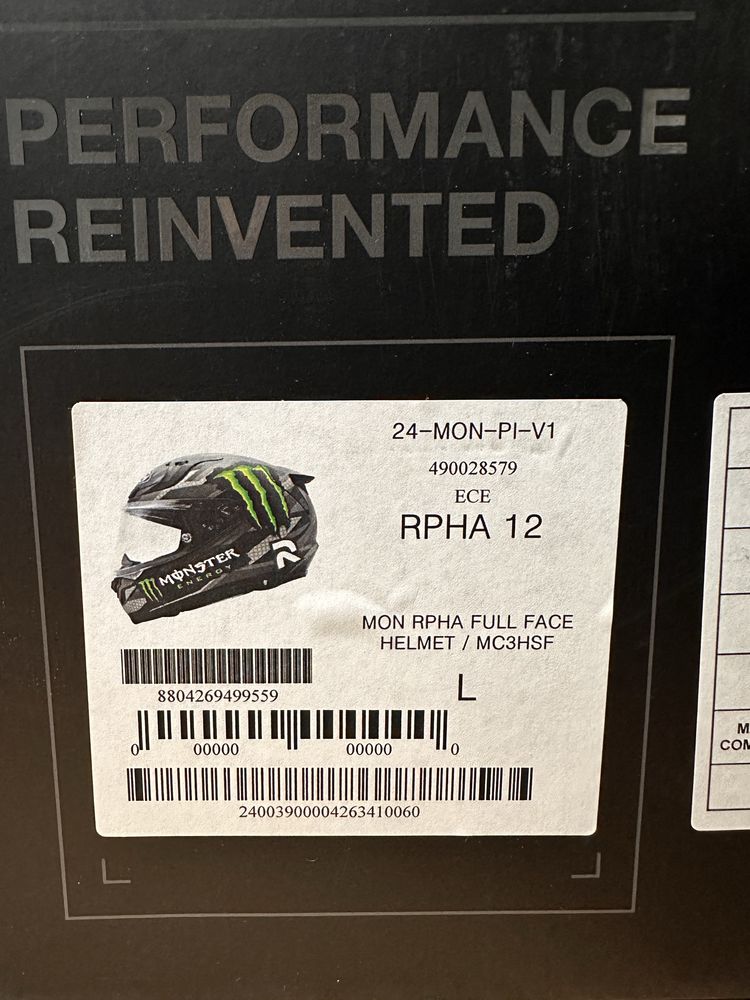 PERFORMANCE
REINVENTED
24-MON-PI-V1
490028579
ECE
RPHA 12
MONSTER
ENERGY
MON RPHA FULL FACE
HELMET / MC3HSF
L
8804269499559
0 00000 00000 0
24003900004263410060